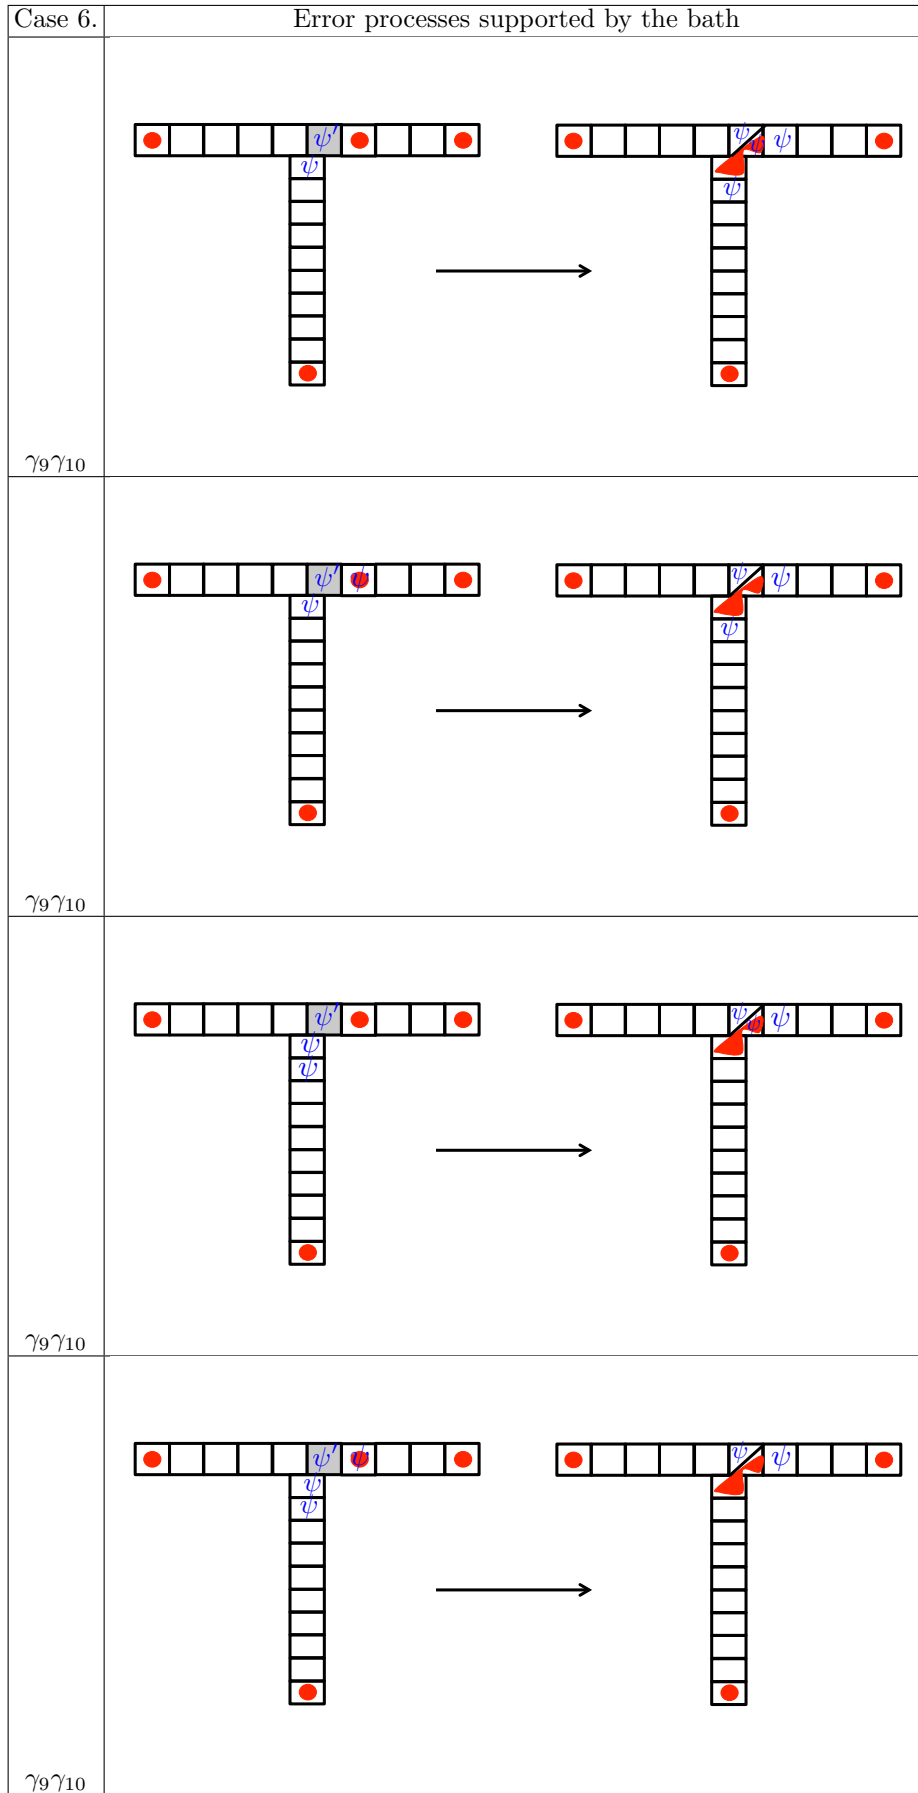 Case 6. Error processes supported by the bath
ψ′ ψ ψ
ψ ψ
ψ
γ₉γ₁₀
ψ′ ψ ψ ψ
ψ
ψ
γ₉γ₁₀
ψ′ ψ ψ ψ
ψ
ψ
γ₉γ₁₀
ψ′ ψ ψ ψ
ψ
ψ
γ₉γ₁₀